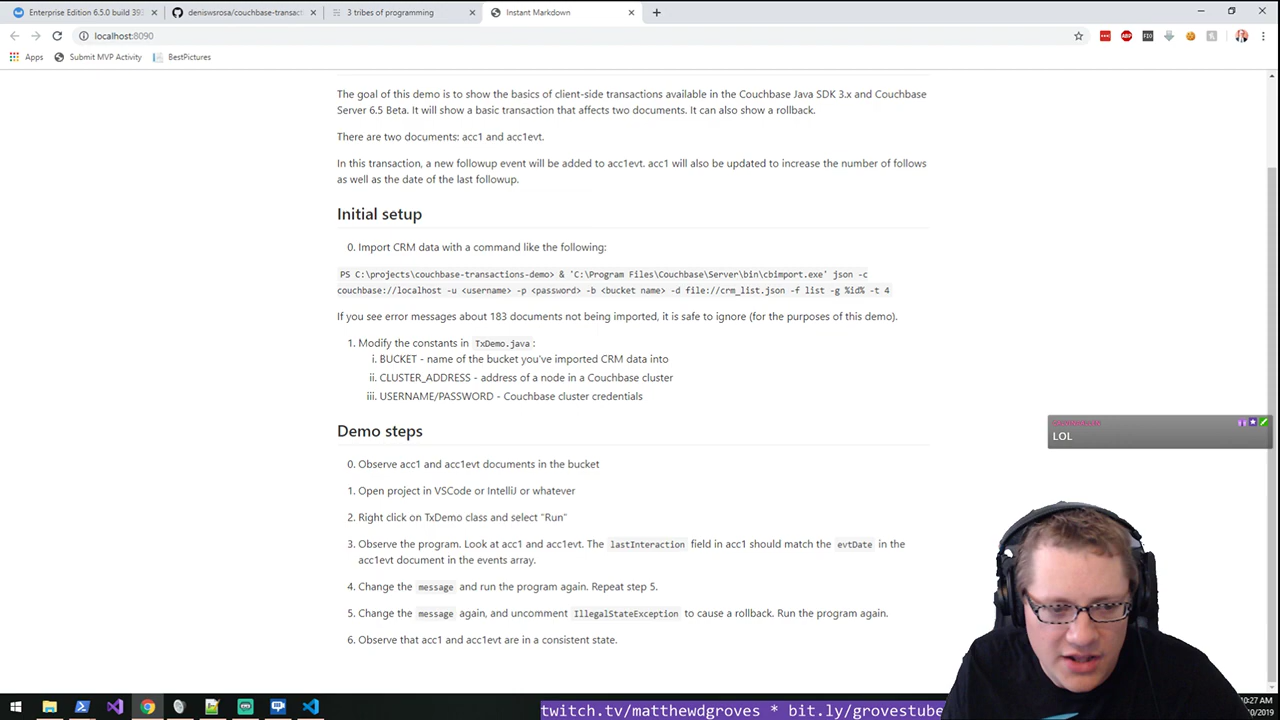 Enterprise Edition 6.5.0 build 393
deniswsrosa/couchbase-transact
3 tribes of programming
Instant Markdown
localhost:8090
Apps
Submit MVP Activity
BestPictures
The goal of this demo is to show the basics of client-side transactions available in the Couchbase Java SDK 3.x and Couchbase
Server 6.5 Beta. It will show a basic transaction that affects two documents. It can also show a rollback.
There are two documents: acc1 and acc1evt.
In this transaction, a new followup event will be added to acc1evt. acc1 will also be updated to increase the number of follows
as well as the date of the last followup.
Initial setup
0. Import CRM data with a command like the following:
PS C:\projects\couchbase-transactions-demo> & 'C:\Program Files\Couchbase\Server\bin\cbimport.exe' json -c
couchbase://localhost -u <username> -p <password> -b <bucket name> -d file://crm_list.json -f list -g %id% -t 4
If you see error messages about 183 documents not being imported, it is safe to ignore (for the purposes of this demo).
1. Modify the constants in TxDemo.java :
i. BUCKET - name of the bucket you've imported CRM data into
ii. CLUSTER_ADDRESS - address of a node in a Couchbase cluster
iii. USERNAME/PASSWORD - Couchbase cluster credentials
Demo steps
LOL
0. Observe acc1 and acc1evt documents in the bucket
1. Open project in VSCode or IntelliJ or whatever
2. Right click on TxDemo class and select "Run"
3. Observe the program. Look at acc1 and acc1evt. The lastInteraction field in acc1 should match the evtDate in the
acc1evt document in the events array.
4. Change the message and run the program again. Repeat step 5.
5. Change the message again, and uncomment IllegalStateException to cause a rollback. Run the program again.
6. Observe that acc1 and acc1evt are in a consistent state.
0:27 AM
/10/2019
twitch.tv/matthewdgroves * bit.ly/grovestube